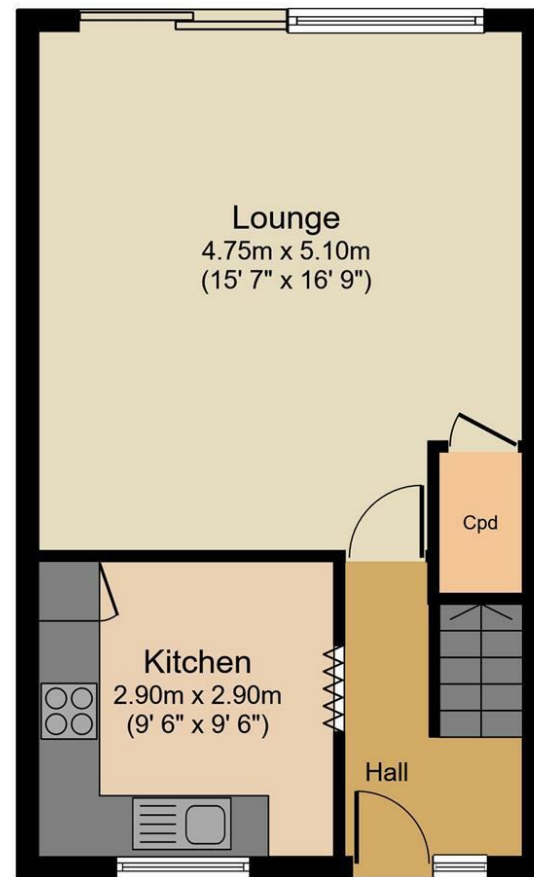 Lounge
4.75m x 5.10m
(15' 7" x 16' 9")
Cpd
Kitchen
2.90m x 2.90m
(9' 6" x 9' 6")
Hall